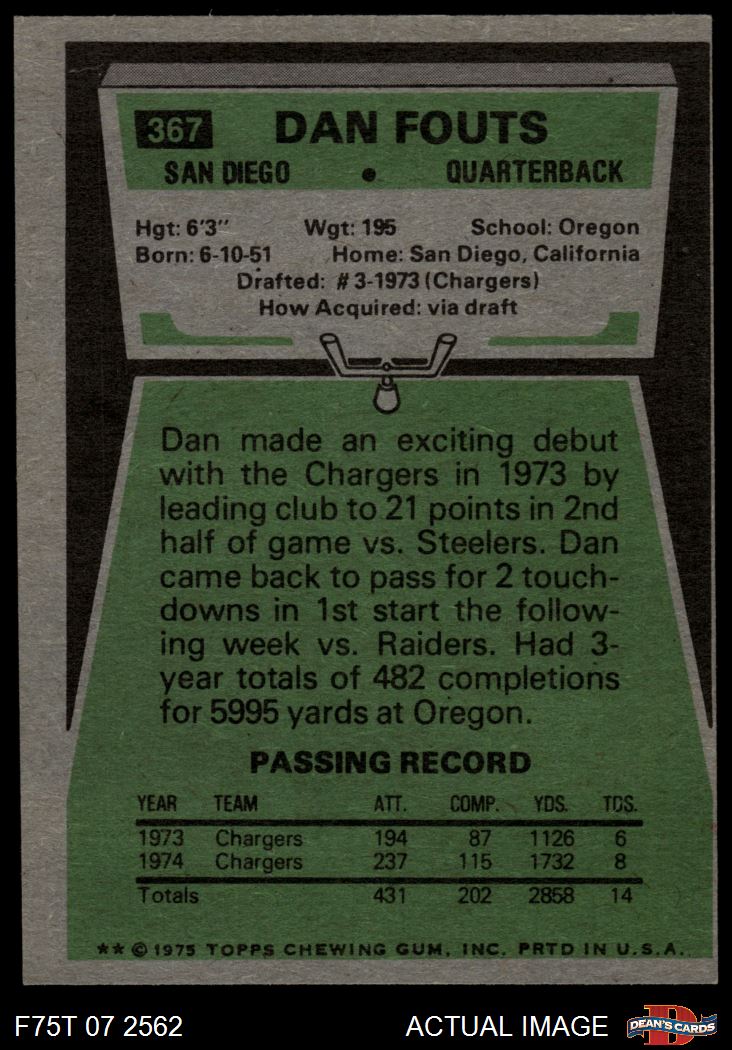 367 DAN FOUTS
SAN DIEGO • QUARTERBACK
Hgt: 6'3" Wgt: 195 School: Oregon
Born: 6-10-51 Home: San Diego, California
Drafted: #3-1973 (Chargers)
How Acquired: via draft
Dan made an exciting debut
with the Chargers in 1973 by
leading club to 21 points in 2nd
half of game vs. Steelers. Dan
came back to pass for 2 touch-
downs in 1st start the follow-
ing week vs. Raiders. Had 3-
year totals of 482 completions
for 5995 yards at Oregon.
PASSING RECORD
YEAR TEAM ATT. COMP. YDS. TDS.
1973 Chargers 194 87 1126 6
1974 Chargers 237 115 1732 8
Totals 431 202 2858 14
** © 1975 TOPPS CHEWING GUM, INC. PRTD IN U.S.A.
F75T 07 2562 ACTUAL IMAGE D DEAN'S CARDS